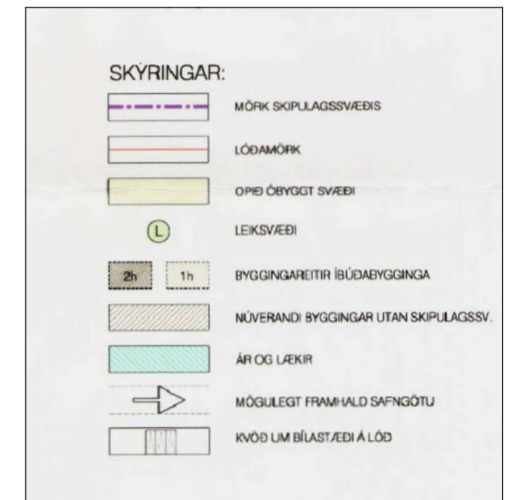 SKÝRINGAR:
MÖRK SKIPULAGSSVÆÐIS
LÓÐAMÖRK
OPIÐ ÓBYGGT SVÆÐI
L LEIKSVÆÐI
2h 1h BYGGINGAREITIR ÍBÚÐABYGGINGA
NÚVERANDI BYGGINGAR UTAN SKIPULAGSSV.
ÁR OG LÆKIR
MÖGULEGT FRAMHALD SAFNGÖTU
KVÖÐ UM BÍLASTÆÐI Á LÓÐ